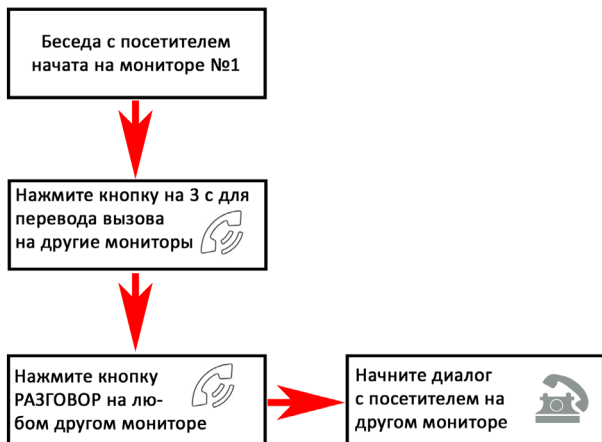 Беседа с посетителем
начата на мониторе №1
Нажмите кнопку на 3 с для
перевода вызова
на другие мониторы
Нажмите кнопку
РАЗГОВОР на лю-
бом другом мониторе
Начните диалог
с посетителем на
другом мониторе